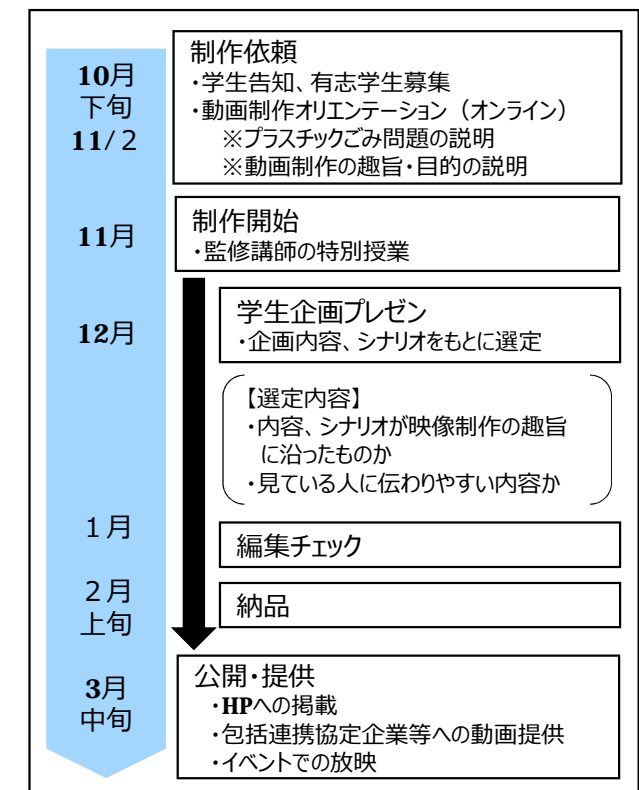 10月
下旬
11/２
制作依頼
・学生告知、有志学生募集
・動画制作オリエンテーション（オンライン）
※プラスチックごみ問題の説明
※動画制作の趣旨・目的の説明
11月
制作開始
・監修講師の特別授業
12月
学生企画プレゼン
・企画内容、シナリオをもとに選定
【選定内容】
・内容、シナリオが映像制作の趣旨
に沿ったものか
・見ている人に伝わりやすい内容か
１月
編集チェック
２月
上旬
納品
3月
中旬
公開・提供
・HPへの掲載
・包括連携協定企業等への動画提供
・イベントでの放映